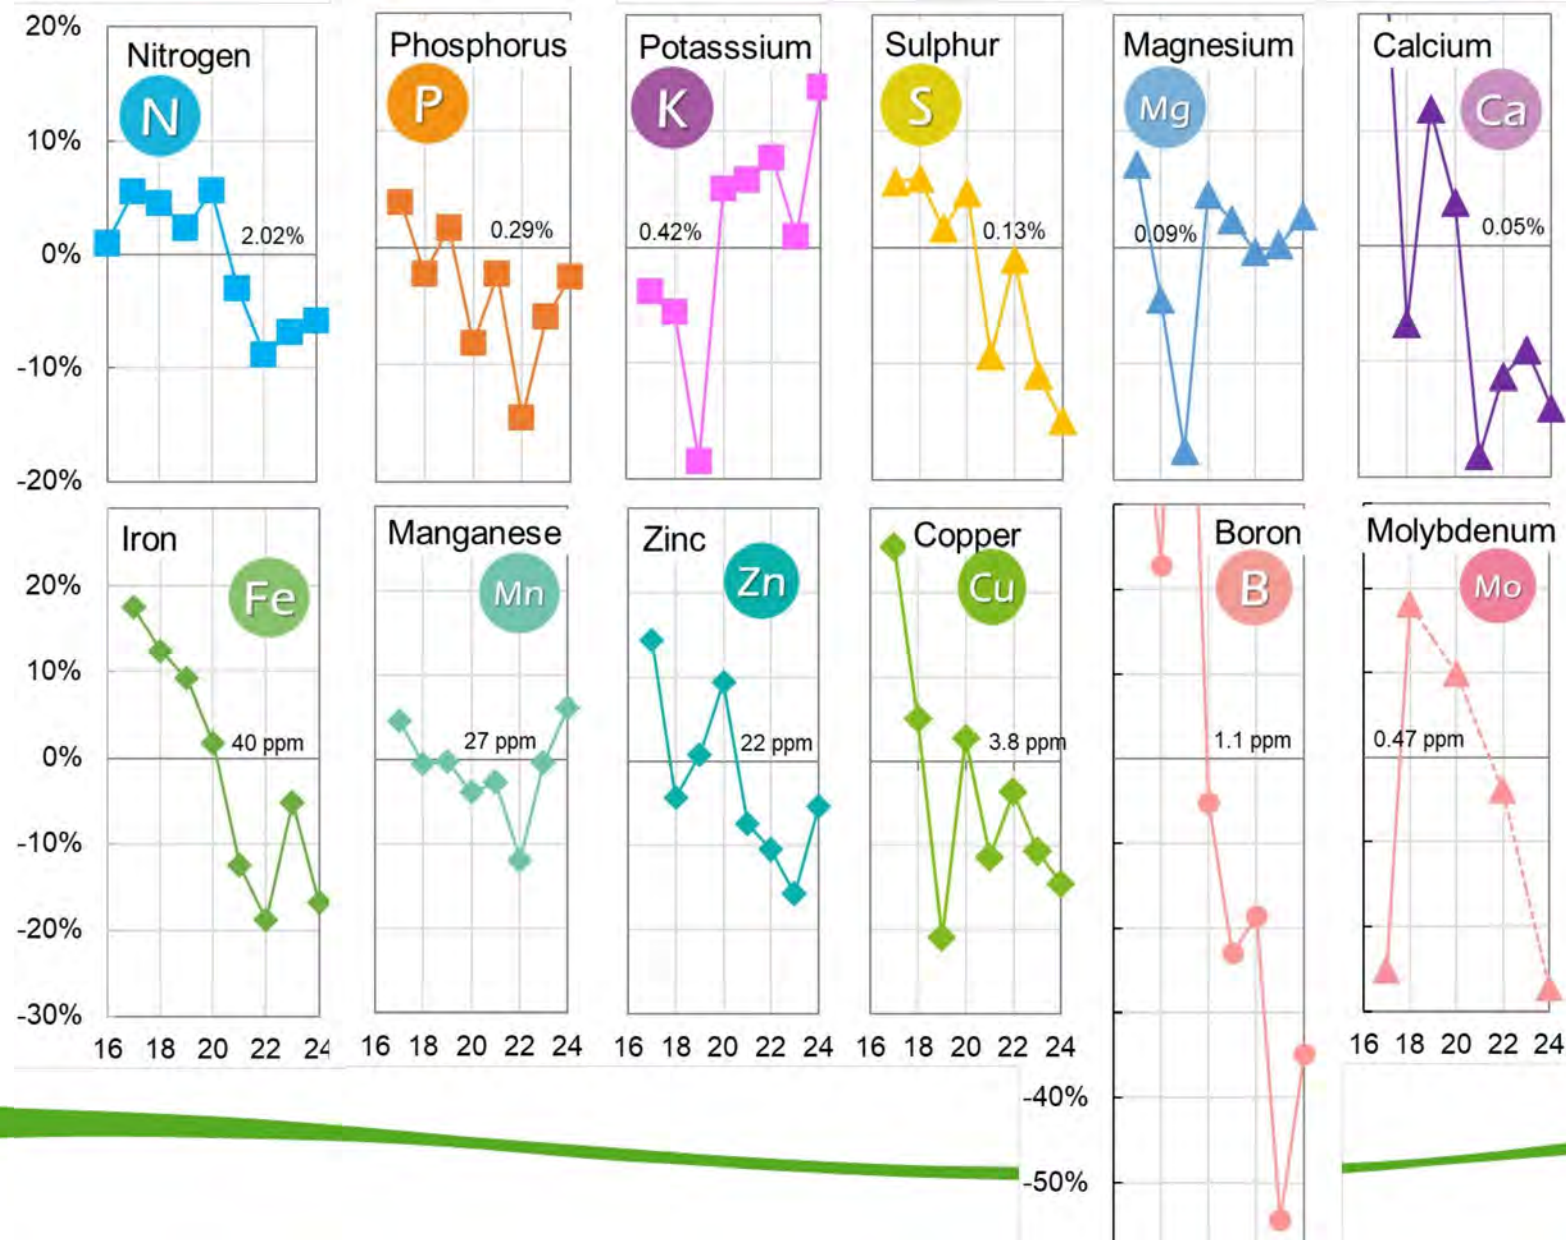 20%
10%
0%
-10%
-20%
Nitrogen
N
2.02%
Phosphorus
P
0.29%
Potasssium
K
0.42%
Sulphur
S
0.13%
Magnesium
Mg
0.09%
Calcium
Ca
0.05%
20%
10%
0%
-10%
-20%
-30%
Iron
Fe
40 ppm
16 18 20 22 24
Manganese
Mn
27 ppm
16 18 20 22 24
Zinc
Zn
22 ppm
16 18 20 22 24
Copper
Cu
3.8 ppm
16 18 20 22 24
Boron
B
1.1 ppm
-40%
-50%
Molybdenum
Mo
0.47 ppm
16 18 20 22 24